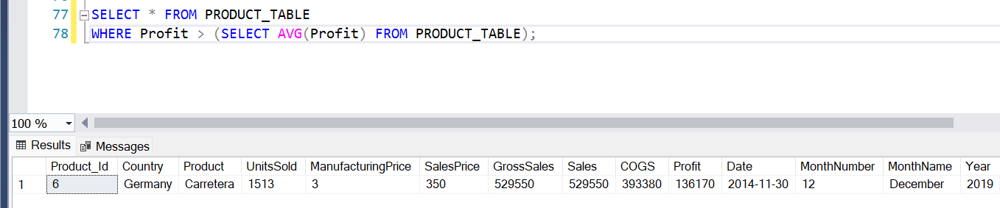 77 SELECT * FROM PRODUCT_TABLE
78 WHERE Profit > (SELECT AVG(Profit) FROM PRODUCT_TABLE);
100 %
Results Messages
Product_Id Country Product UnitsSold ManufacturingPrice SalesPrice GrossSales Sales COGS Profit Date MonthNumber MonthName Year
1 6 Germany Carretera 1513 3 350 529550 529550 393380 136170 2014-11-30 12 December 2019